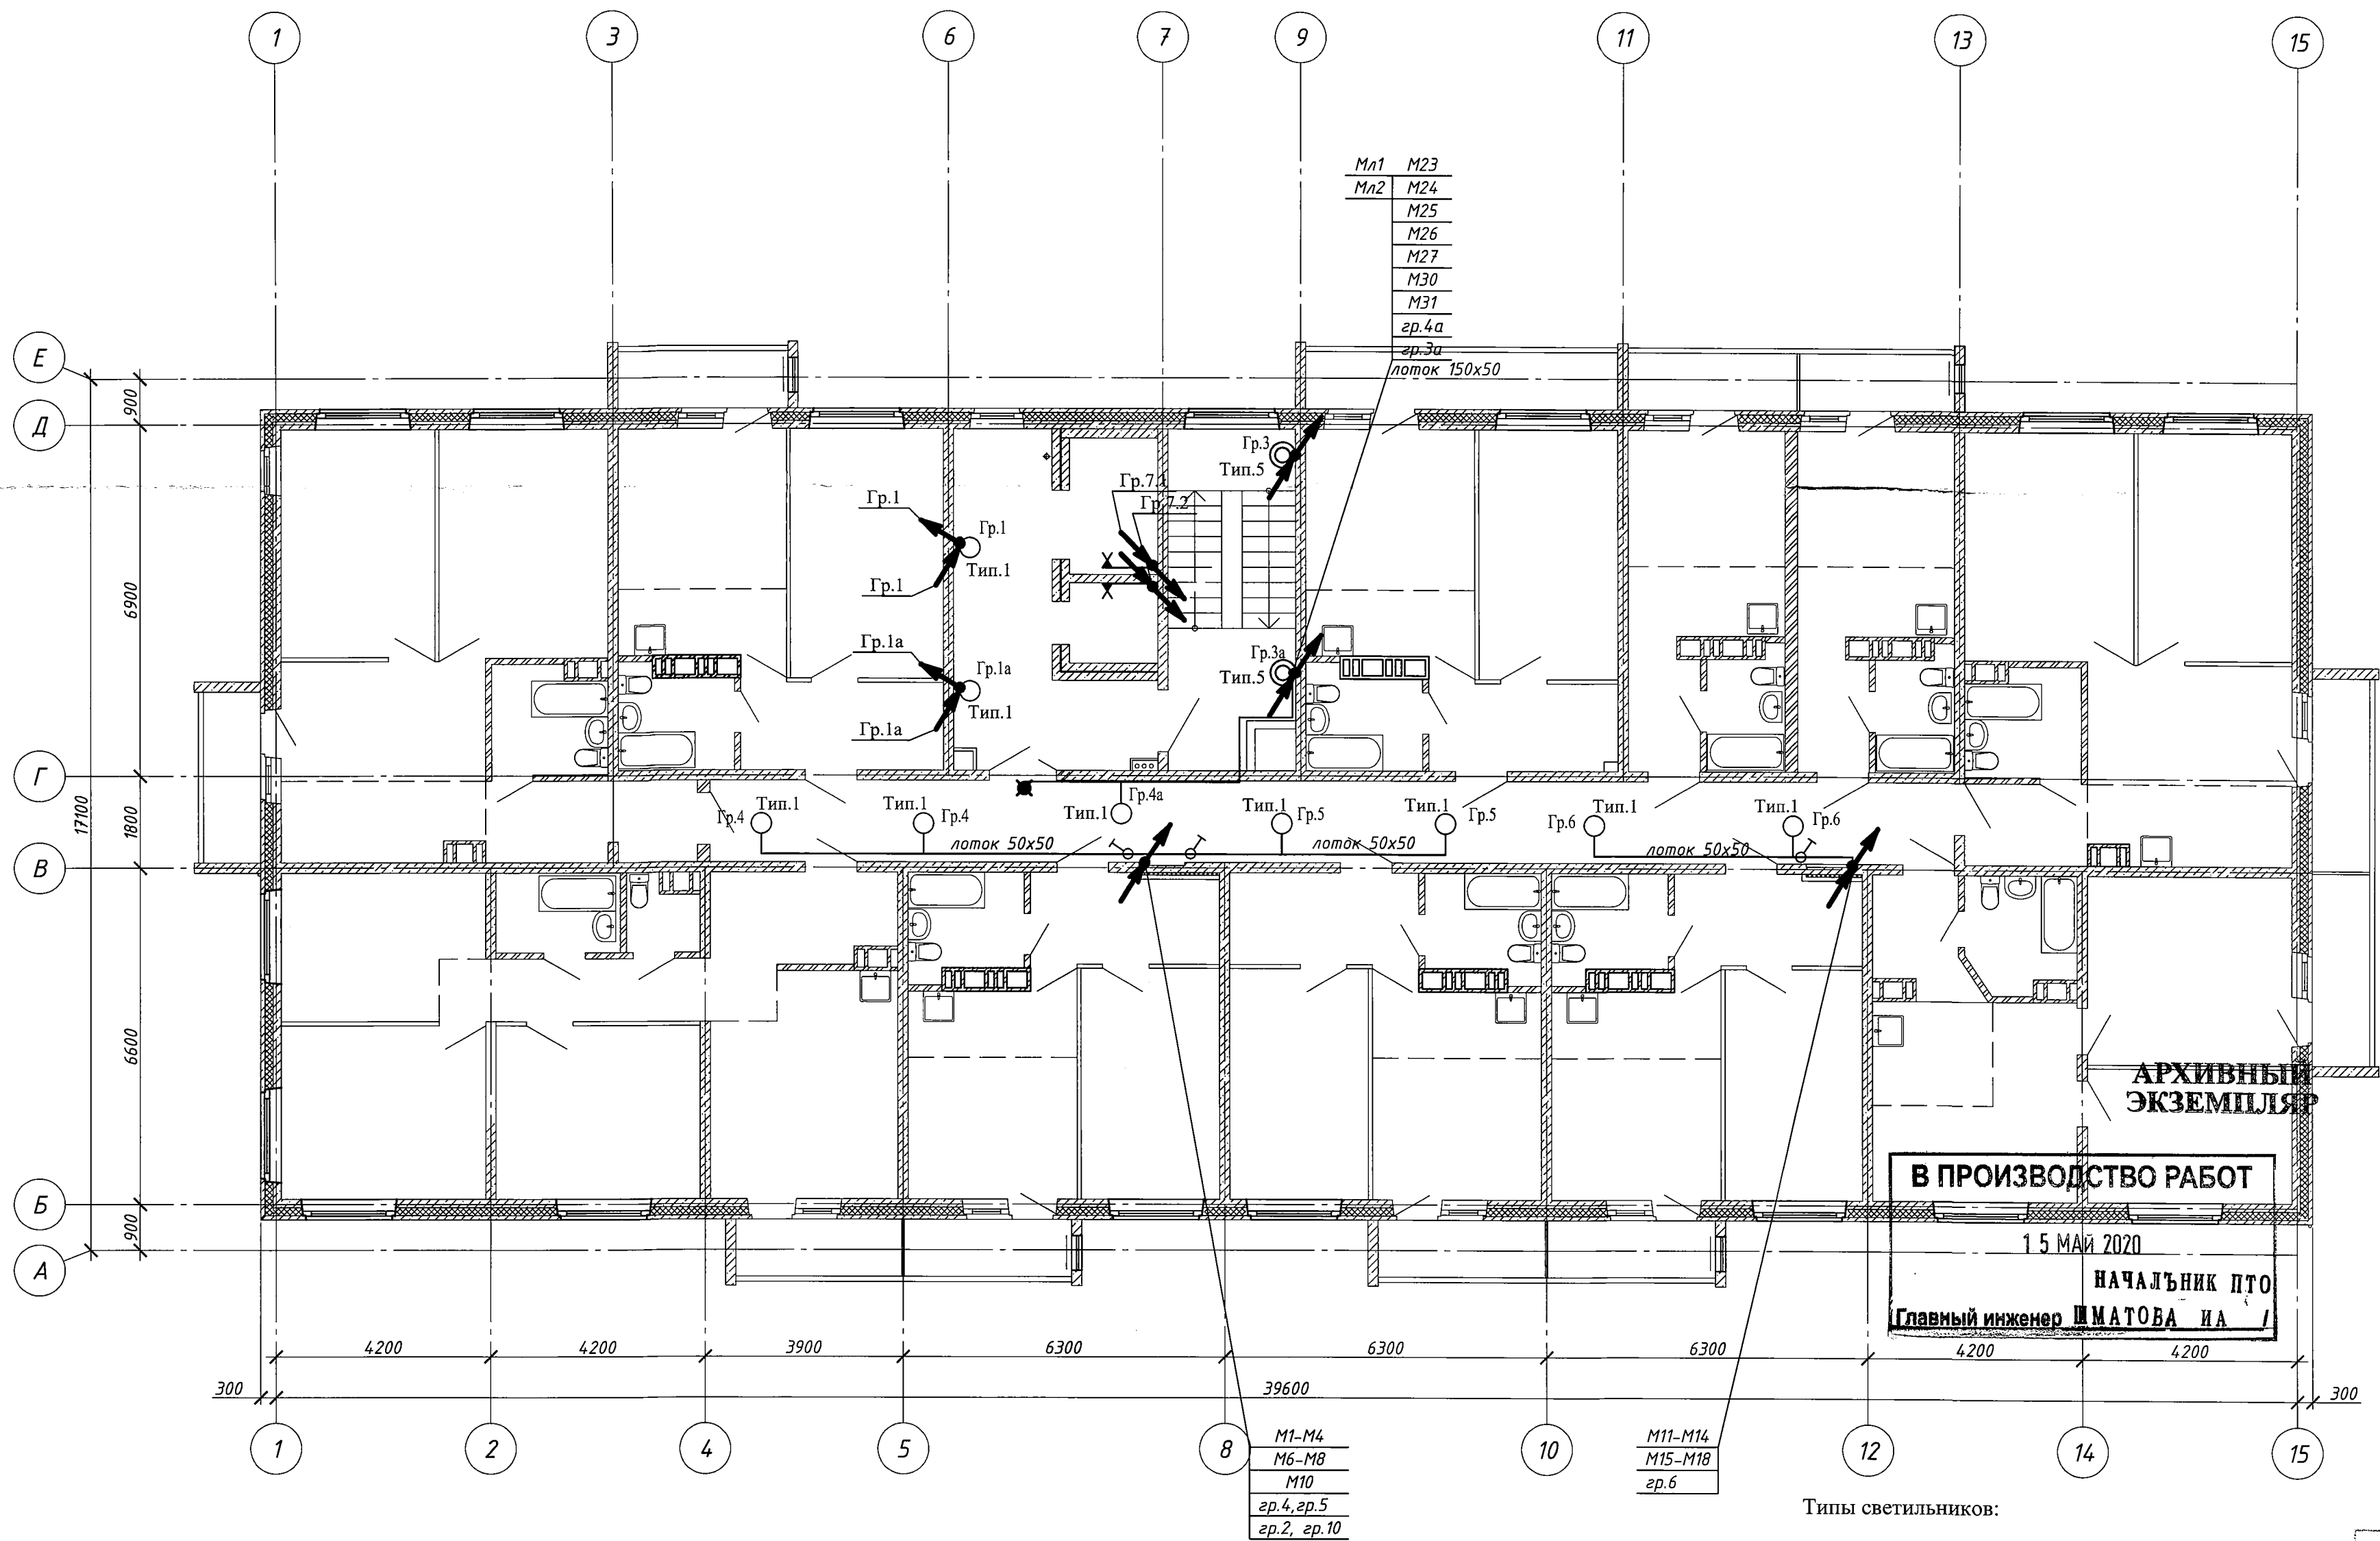 1 3 6 7 9 11 13 15
Мл1 М23
Мл2 М24
М25
М26
М27
М30
М31
гр.4а
гр.3а
лоток 150х50
Е
Д
Г
В
Б
А
900
6900
1800
17100
6600
900
Гр.3
Тип.5
Гр.7.1
Гр.7.2
Гр.1
Гр.1
Тип.1
Гр.1
Гр.1а
Гр.1а
Тип.1
Гр.1а
Гр.3а
Тип.5
Тип.1
Гр.4
Тип.1
Гр.4
Тип.1
Гр.4а
Тип.1
Гр.5
Тип.1
Гр.5
Тип.1
Гр.6
Тип.1
Гр.6
лоток 50х50
лоток 50х50
лоток 50х50
АРХИВНЫЙ
ЭКЗЕМПЛЯР
В ПРОИЗВОДСТВО РАБОТ
15 МАЙ 2020
НАЧАЛЬНИК ПТО
Главный инженер ШМАТОВА ИА
4200 4200 3900 6300 6300 6300 4200 4200
300 39600 300
1 2 4 5 8 10 12 14 15
М1-М4
М6-М8
М10
гр.4,гр.5
гр.2, гр.10
М11-М14
М15-М18
гр.6
Типы светильников: